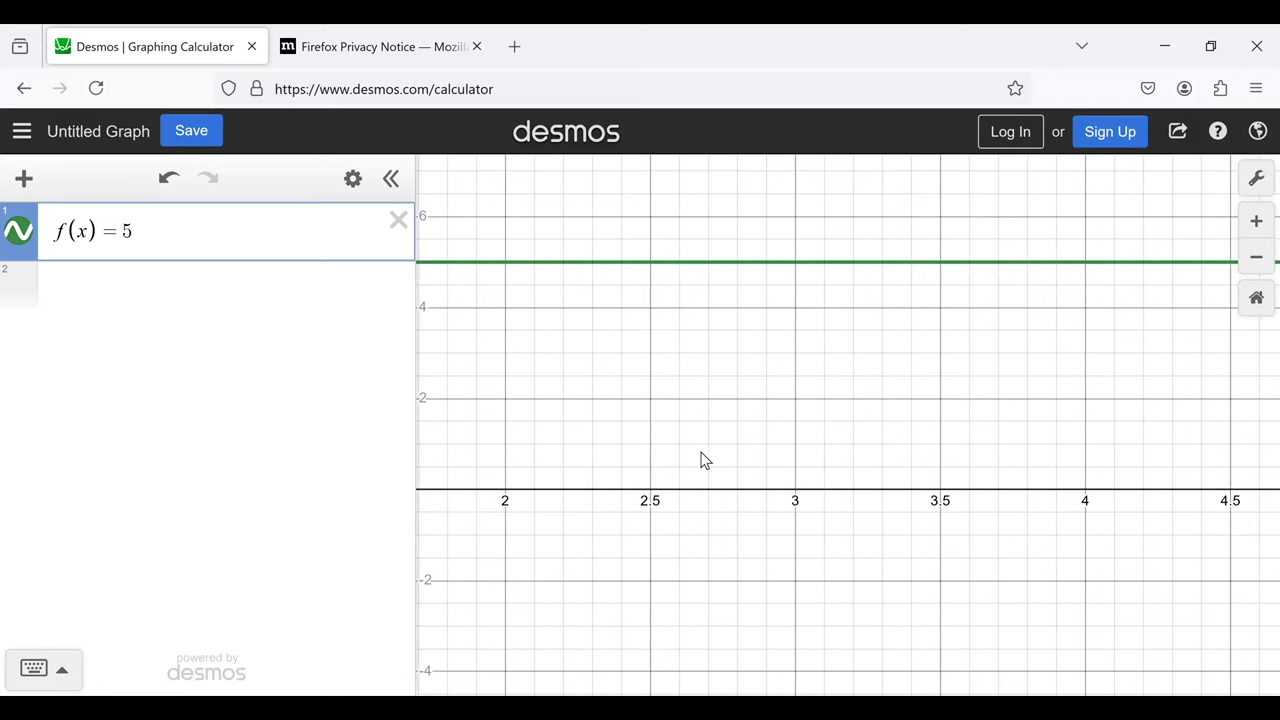 Desmos | Graphing Calculator
Firefox Privacy Notice — Mozil
https://www.desmos.com/calculator
Untitled Graph
Save
desmos
Log In
or
Sign Up
1
f(x) = 5
2
6
4
2
-2
-4
2
2.5
3
3.5
4
4.5
powered by
desmos